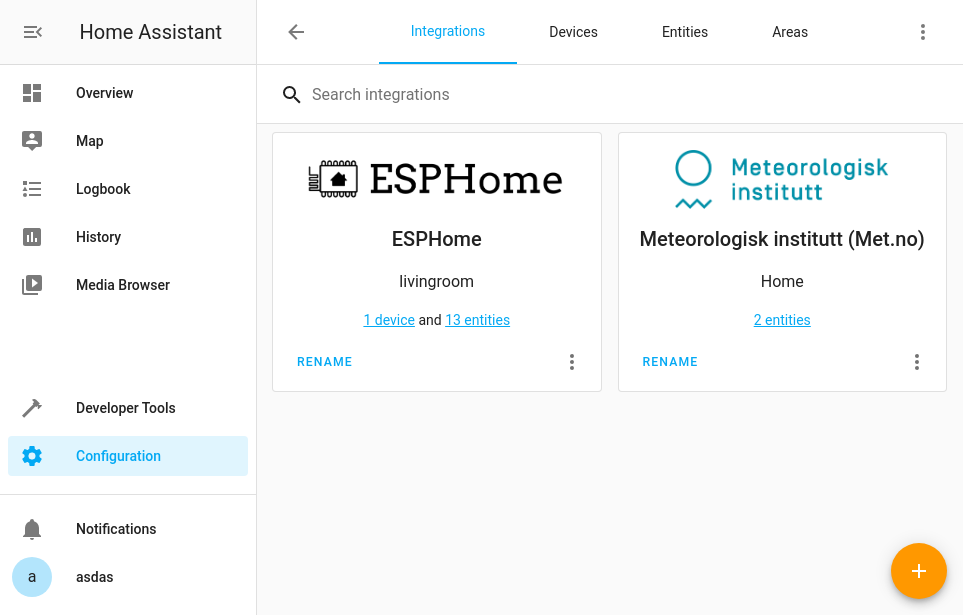 Home Assistant
Overview
Map
Logbook
History
Media Browser
Developer Tools
Configuration
Notifications
a
asdas
Integrations
Devices
Entities
Areas
Search integrations
ESPHome
ESPHome
livingroom
1 device and 13 entities
RENAME
Meteorologisk
institutt
Meteorologisk institutt (Met.no)
Home
2 entities
RENAME